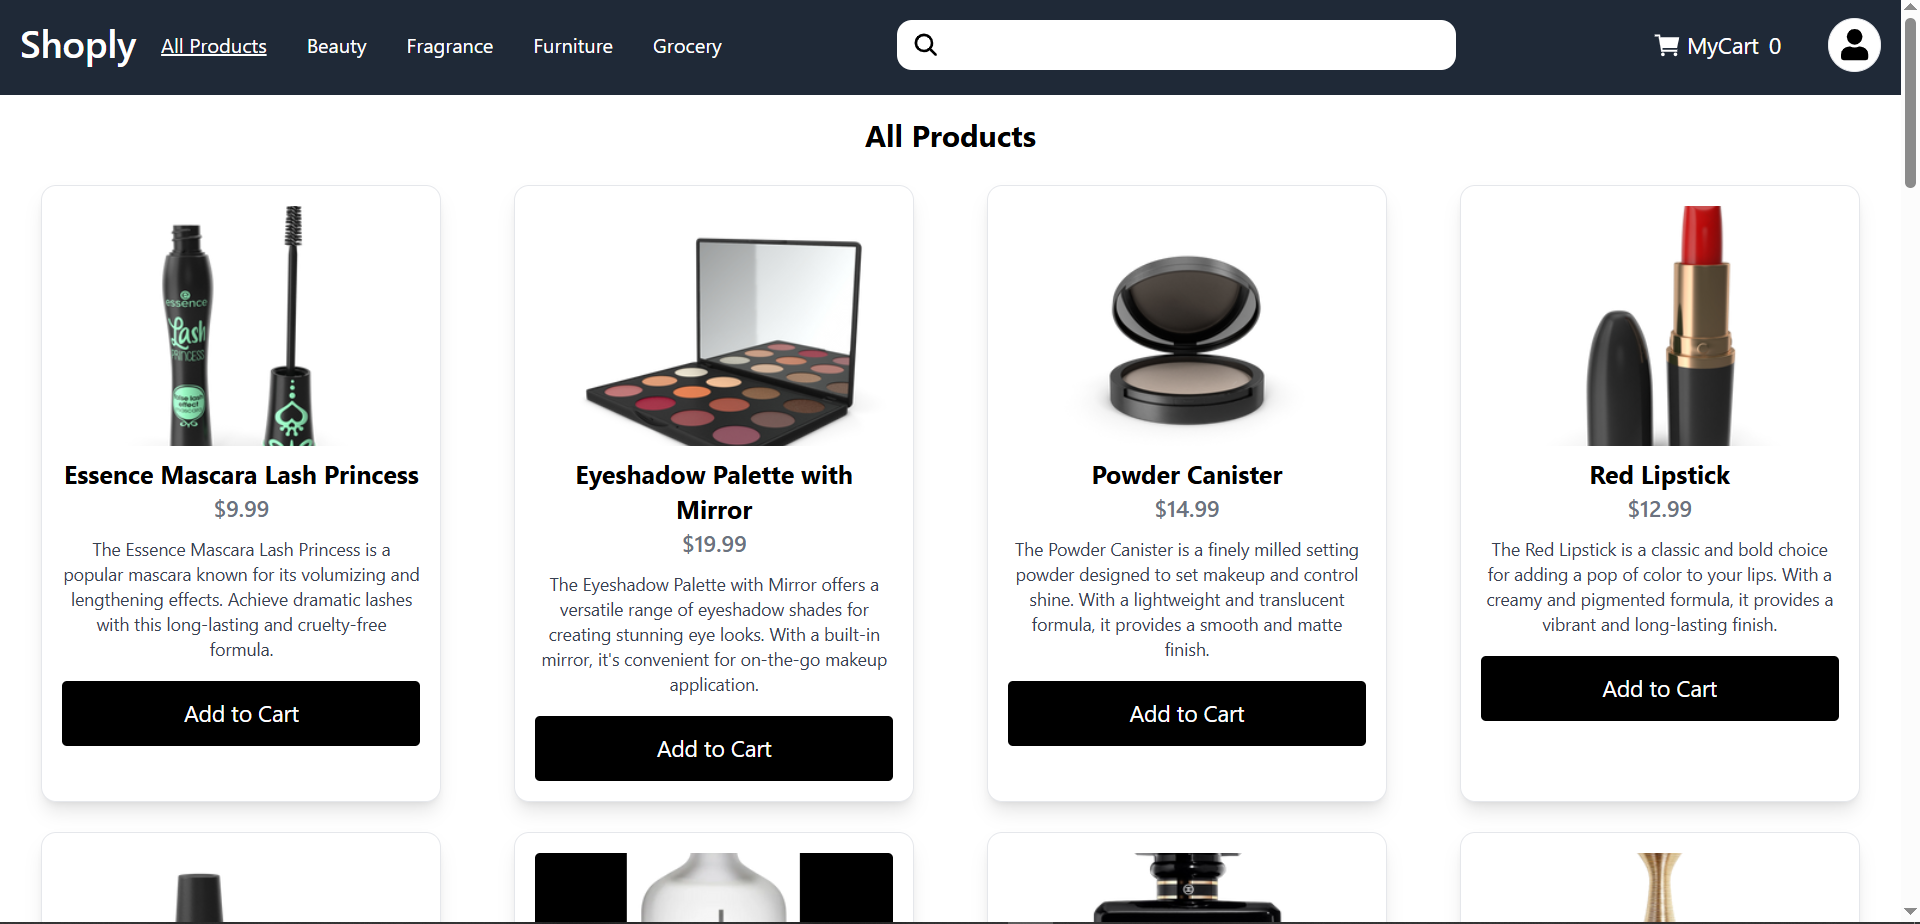 Shoply All Products Beauty Fragrance Furniture Grocery MyCart 0
All Products
essence
Lash
PRINCESS
false lash
effect
mascara
Essence Mascara Lash Princess
$9.99
The Essence Mascara Lash Princess is a
popular mascara known for its volumizing and
lengthening effects. Achieve dramatic lashes
with this long-lasting and cruelty-free
formula.
Add to Cart
Eyeshadow Palette with
Mirror
$19.99
The Eyeshadow Palette with Mirror offers a
versatile range of eyeshadow shades for
creating stunning eye looks. With a built-in
mirror, it's convenient for on-the-go makeup
application.
Add to Cart
Powder Canister
$14.99
The Powder Canister is a finely milled setting
powder designed to set makeup and control
shine. With a lightweight and translucent
formula, it provides a smooth and matte
finish.
Add to Cart
Red Lipstick
$12.99
The Red Lipstick is a classic and bold choice
for adding a pop of color to your lips. With a
creamy and pigmented formula, it provides a
vibrant and long-lasting finish.
Add to Cart